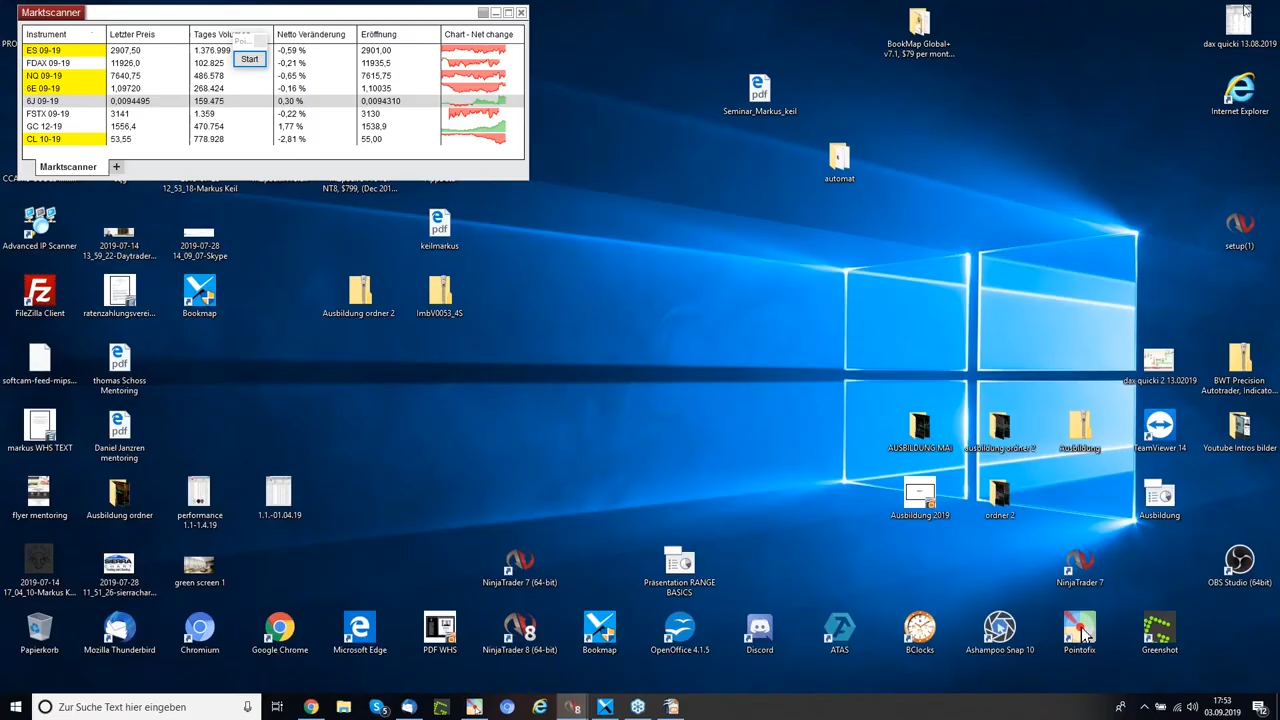 Marktscanner
Instrument Letzter Preis Tages Volumen Netto Veränderung Eröffnung Chart - Net change
Poi...
Start
ES 09-19 2907,50 1.376.999 -0,59 % 2901,00
FDAX 09-19 11926,0 102.825 -0,21 % 11935,5
NQ 09-19 7640,75 486.578 -0,65 % 7615,75
6E 09-19 1,09720 268.424 -0,16 % 1,10035
6J 09-19 0,0094495 159.475 0,30 % 0,0094310
FSTX 09-19 3141 1.359 -0,22 % 3130
GC 12-19 1556,4 470.754 1,77 % 1538,9
CL 10-19 53,55 778.928 -2,81 % 55,00
Marktscanner +
12_53_18-Markus Keil
NT8, $799, (Dec 201...
BookMap Global+
v7.1, $79 per mont...
dax quicki 13.08.2019
Seminar_Markus_keil
Internet Explorer
automat
Advanced IP Scanner
2019-07-14
13_59_22-Daytrader...
2019-07-28
14_09_07-Skype
keilmarkus
setup(1)
FileZilla Client
ratenzahlungsverei...
Bookmap
Ausbildung ordner 2
ImbV0053_4S
softcam-feed-mips...
thomas Schoss
Mentoring
dax quicki 2 13.02019
BWT Precision
Autotrader, Indicato...
markus WHS TEXT
Daniel Janzren
mentoring
AUSBILDUNG MAI
ausbildung ordner 2
Ausbildung
TeamViewer 14
Youtube Intros bilder
flyer mentoring
Ausbildung ordner
performance
1.1-1.4.19
1.1.-01.04.19
Ausbildung 2019
ordner 2
Ausbildung
2019-07-14
17_04_10-Markus K...
2019-07-28
11_51_26-sierrachar...
green screen 1
NinjaTrader 7 (64-bit)
Präsentation RANGE
BASICS
NinjaTrader 7
OBS Studio (64bit)
Papierkorb
Mozilla Thunderbird
Chromium
Google Chrome
Microsoft Edge
PDF WHS
NinjaTrader 8 (64-bit)
Bookmap
OpenOffice 4.1.5
Discord
ATAS
BClocks
Ashampoo Snap 10
Pointofix
Greenshot
Zur Suche Text hier eingeben
17:53
03.09.2019